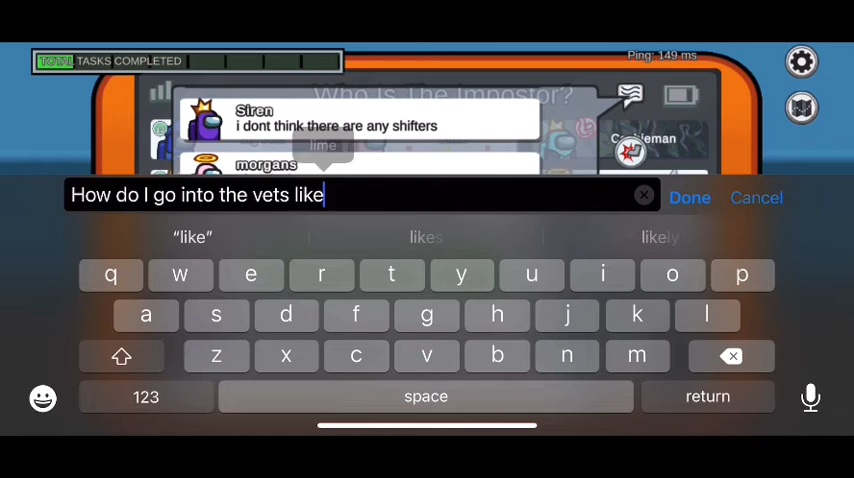 TOTAL TASKS COMPLETED
Ping: 149 ms
Who Is The Impostor?
Siren
i dont think there are any shifters
lime
morgans
How do I go into the vets like
Done
Cancel
“like”
likes
likely
q w e r t y u i o p
a s d f g h j k l
z x c v b n m
123
space
return